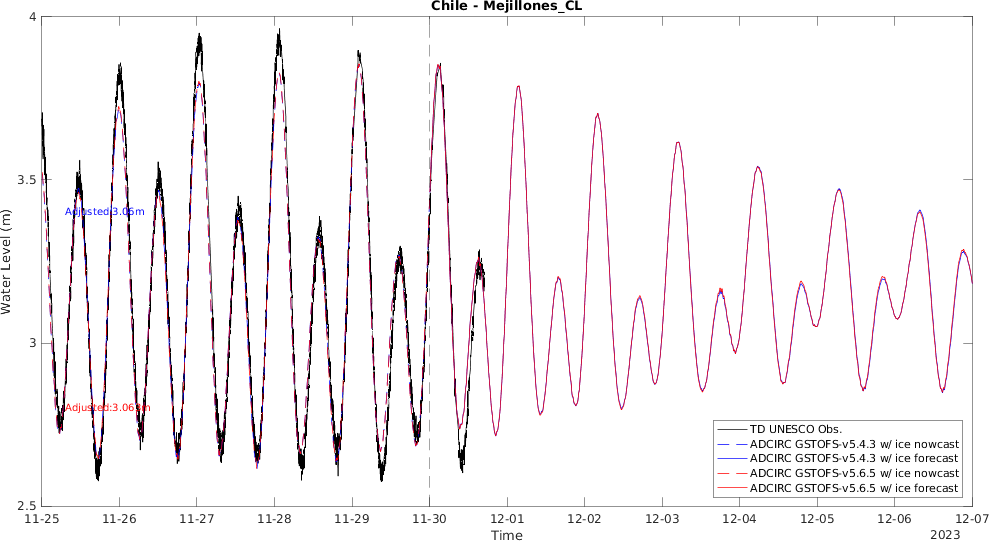 Chile - Mejillones_CL
4
3.5
3
2.5
Water Level (m)
Adjusted:3.05m
TD UNESCO Obs.
ADCIRC GSTOFS-v5.4.3 w/ ice nowcast
ADCIRC GSTOFS-v5.4.3 w/ ice forecast
ADCIRC GSTOFS-v5.6.5 w/ ice nowcast
ADCIRC GSTOFS-v5.6.5 w/ ice forecast
11-25
11-26
11-27
11-28
11-29
11-30
12-01
12-02
12-03
12-04
12-05
12-06
12-07
Time
2023